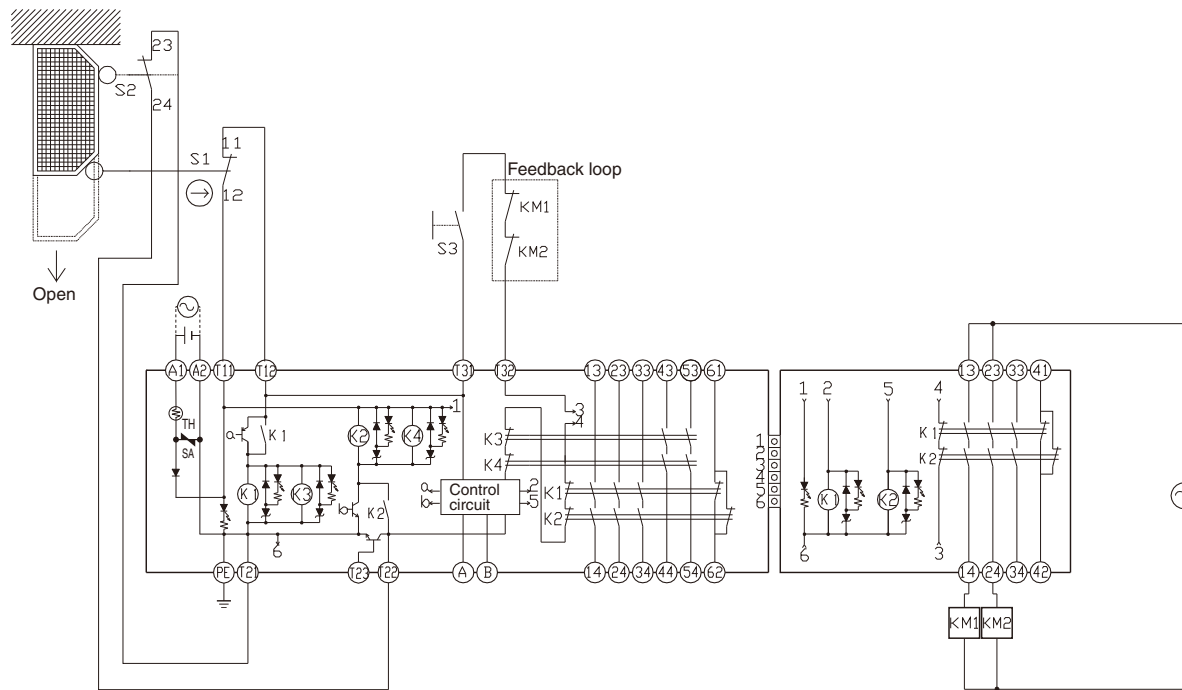 23
S2
24
11
S1
12
Open
Feedback loop
KM1
S3
KM2
A1 A2 T11 T12 T31 T32 13 23 33 43 53 61
13 23 33 41
TH
SA
a
K1
K2 K4
1
3
4
K3
K4
K1 K3
b
K2
a
b
Control
circuit
2
5
K1
K2
6
1
2
3
4
5
6
1 2 5 4
K1
K2
K1 K2
6
3
PE T21 T23 T22 A B 14 24 34 44 54 62
14 24 34 42
KM1 KM2